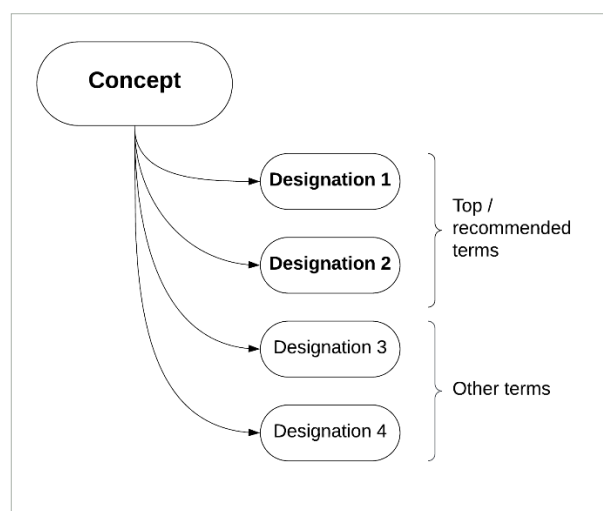 Concept
Designation 1
Designation 2
Top /
recommended
terms
Designation 3
Designation 4
Other terms